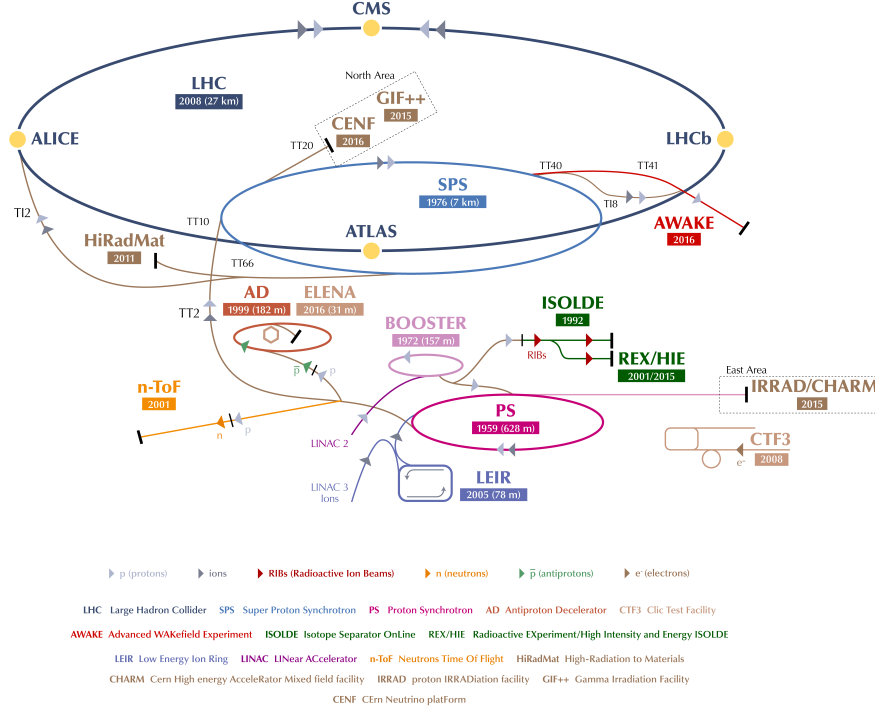 CMS
LHC
2008 (27 km)
North Area
GIF++
2015
CENF
2016
TT20
ALICE
LHCb
TT40
TT41
SPS
1976 (7 km)
TI8
TI2
TT10
ATLAS
AWAKE
2016
HiRadMat
2011
TT66
AD
1999 (182 m)
ELENA
2016 (31 m)
TT2
ISOLDE
1992
BOOSTER
1972 (157 m)
RIBs
REX/HIE
2001/2015
p̅
p
East Area
IRRAD/CHARM
2015
n-ToF
2001
PS
1959 (628 m)
n
p
LINAC 2
CTF3
2008
e-
LEIR
2005 (78 m)
LINAC 3
Ions
p (protons) ions RIBs (Radioactive Ion Beams) n (neutrons) p̅ (antiprotons) e- (electrons)
LHC Large Hadron Collider SPS Super Proton Synchrotron PS Proton Synchrotron AD Antiproton Decelerator CTF3 Clic Test Facility
AWAKE Advanced WAKefield Experiment ISOLDE Isotope Separator OnLine REX/HIE Radioactive EXperiment/High Intensity and Energy ISOLDE
LEIR Low Energy Ion Ring LINAC LINear ACcelerator n-ToF Neutrons Time Of Flight HiRadMat High-Radiation to Materials
CHARM Cern High energy AcceleRator Mixed field facility IRRAD proton IRRADiation facility GIF++ Gamma Irradiation Facility
CENF CErn Neutrino platForm